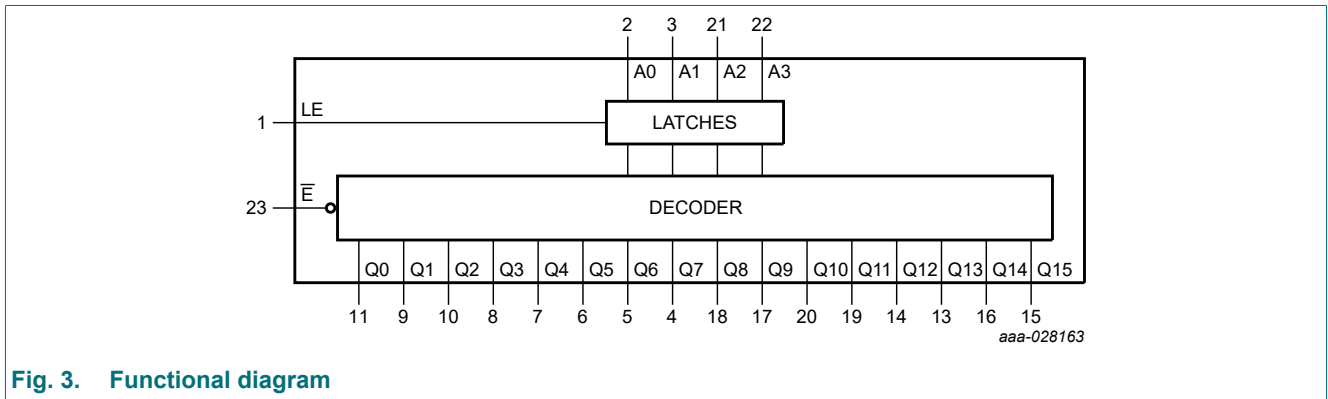 2 3 21 22
A0 A1 A2 A3
1 LE LATCHES
23 E̅ DECODER
Q0 Q1 Q2 Q3 Q4 Q5 Q6 Q7 Q8 Q9 Q10 Q11 Q12 Q13 Q14 Q15
11 9 10 8 7 6 5 4 18 17 20 19 14 13 16 15
aaa-028163
Fig. 3. Functional diagram